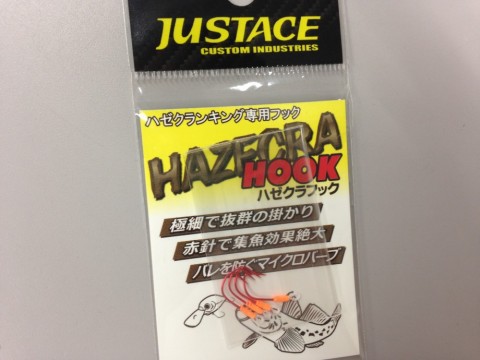 JUSTACE
CUSTOM INDUSTRIES
ハゼクランキング専用フック
HAZECRA
HOOK
ハゼクラフック
極細で抜群の掛かり
赤針で集魚効果絶大
バレを防ぐマイクロバーブ